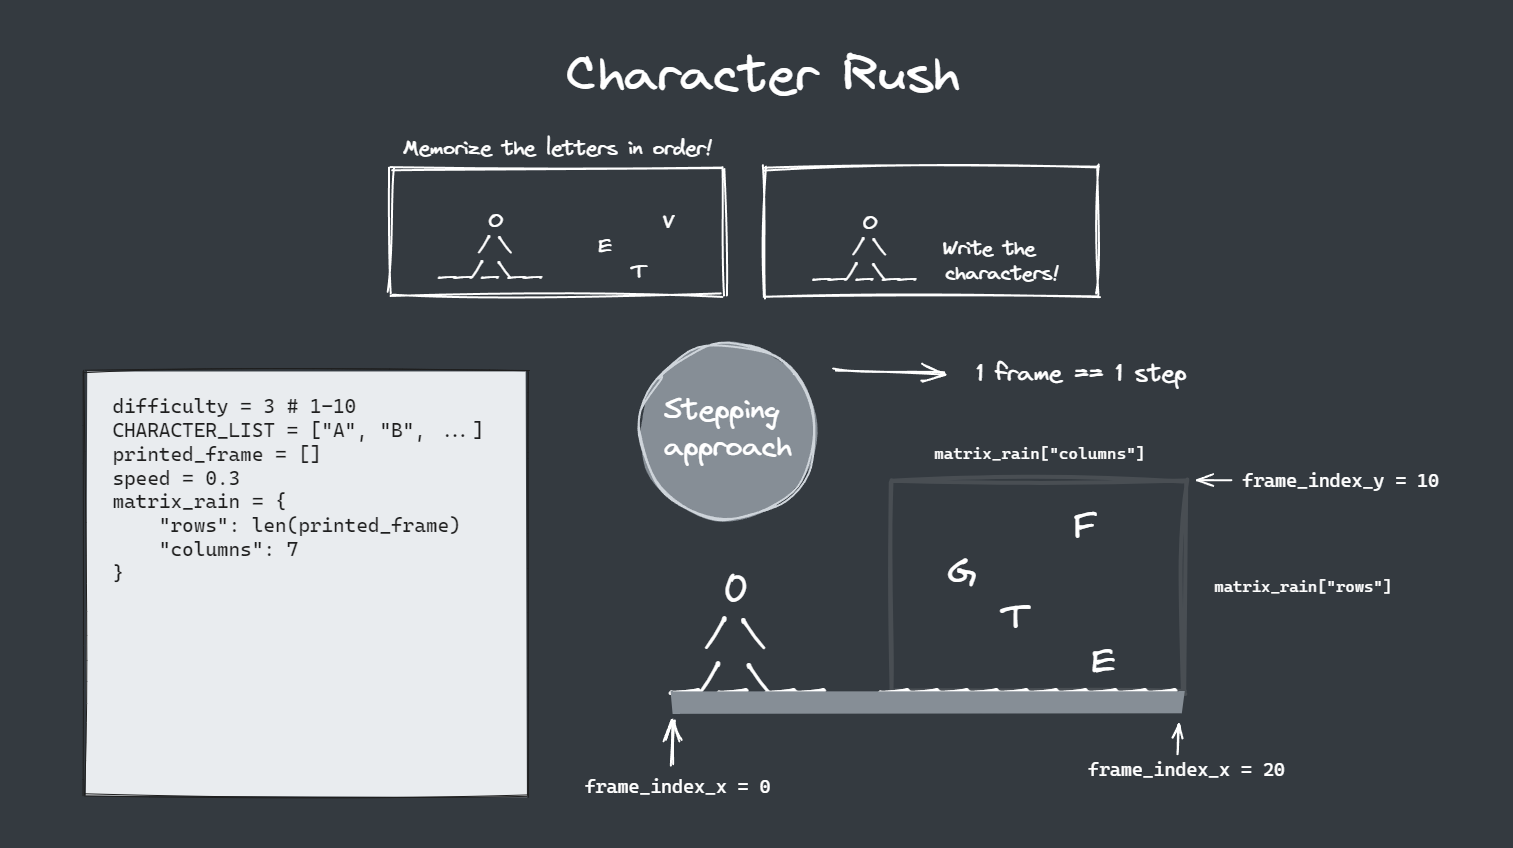 Character Rush
Memorize the letters in order!
V
E
T
Write the
characters!
difficulty = 3 # 1-10
CHARACTER_LIST = ["A", "B", ...]
printed_frame = []
speed = 0.3
matrix_rain = {
    "rows": len(printed_frame)
    "columns": 7
}
Stepping
approach
1 frame == 1 step
matrix_rain["columns"]
frame_index_y = 10
F
G
T
E
matrix_rain["rows"]
frame_index_x = 0
frame_index_x = 20